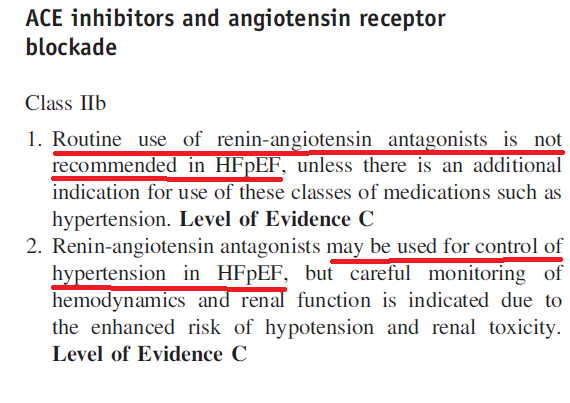 ACE inhibitors and angiotensin receptor
blockade
Class IIb
1. Routine use of renin-angiotensin antagonists is not
recommended in HFpEF, unless there is an additional
indication for use of these classes of medications such as
hypertension. Level of Evidence C
2. Renin-angiotensin antagonists may be used for control of
hypertension in HFpEF, but careful monitoring of
hemodynamics and renal function is indicated due to
the enhanced risk of hypotension and renal toxicity.
Level of Evidence C